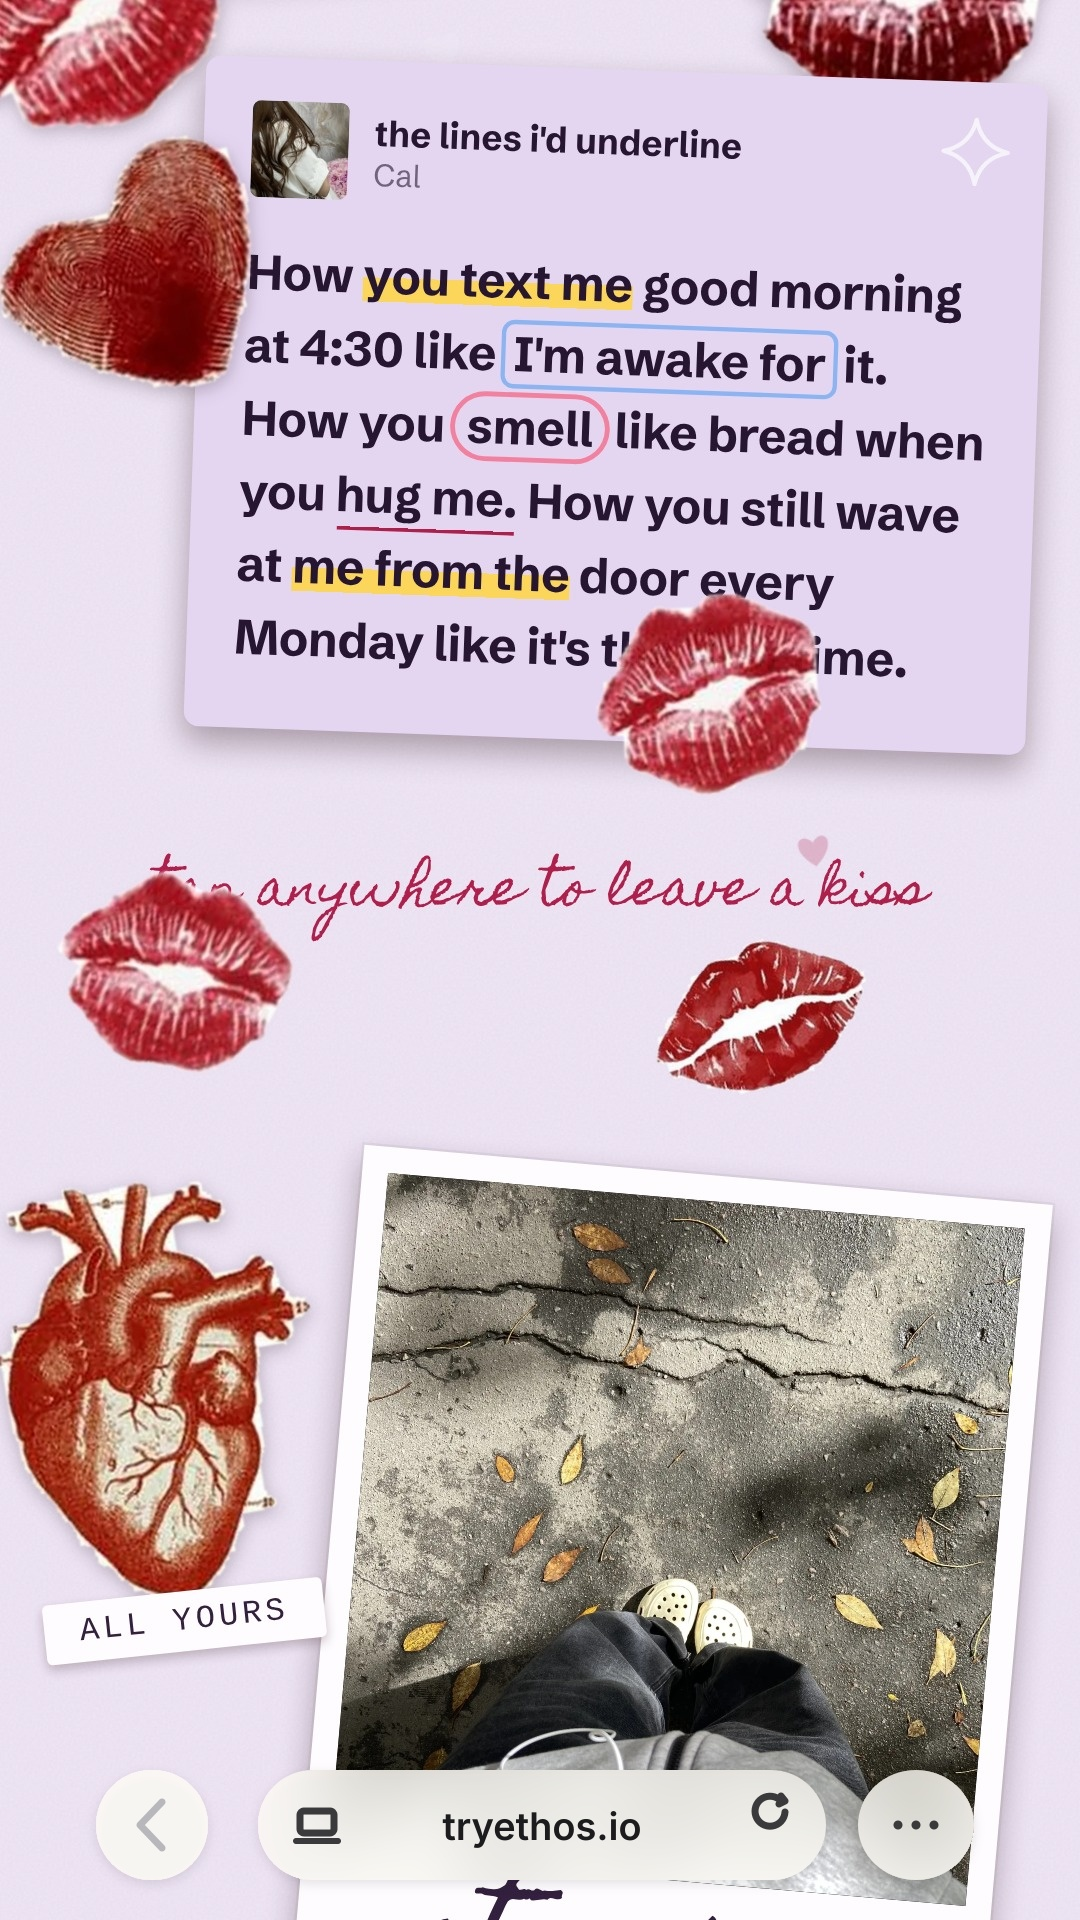 the lines i'd underline
Cal
How you text me good morning
at 4:30 like I'm awake for it.
How you smell like bread when
you hug me. How you still wave
at me from the door every
Monday like it's
anywhere to leave a kiss
ALL YOURS
tryethos.io